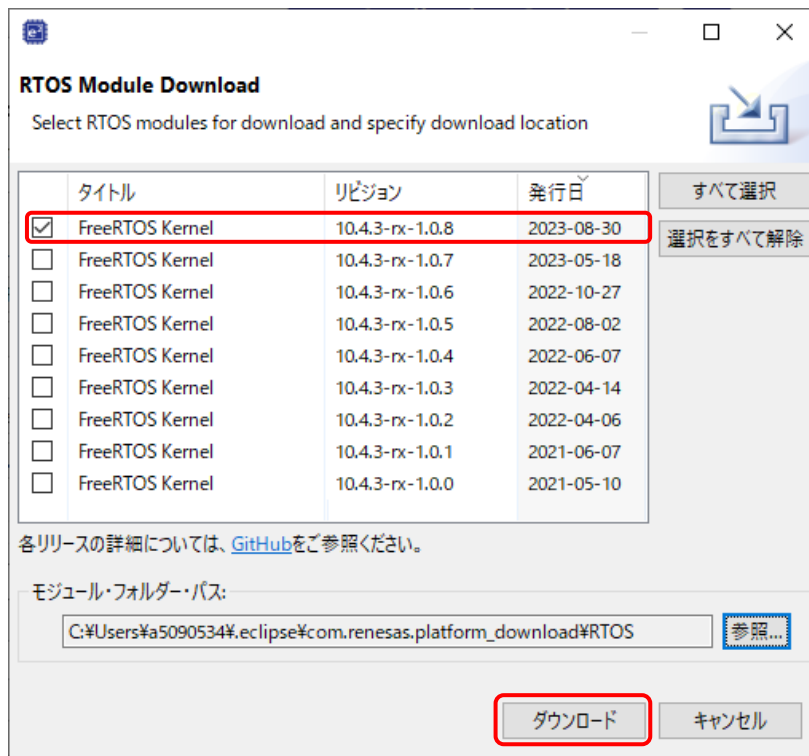 RTOS Module Download
Select RTOS modules for download and specify download location
タイトル リビジョン 発行日
FreeRTOS Kernel 10.4.3-rx-1.0.8 2023-08-30
FreeRTOS Kernel 10.4.3-rx-1.0.7 2023-05-18
FreeRTOS Kernel 10.4.3-rx-1.0.6 2022-10-27
FreeRTOS Kernel 10.4.3-rx-1.0.5 2022-08-02
FreeRTOS Kernel 10.4.3-rx-1.0.4 2022-06-07
FreeRTOS Kernel 10.4.3-rx-1.0.3 2022-04-14
FreeRTOS Kernel 10.4.3-rx-1.0.2 2022-04-06
FreeRTOS Kernel 10.4.3-rx-1.0.1 2021-06-07
FreeRTOS Kernel 10.4.3-rx-1.0.0 2021-05-10
すべて選択
選択をすべて解除
各リリースの詳細については、GitHubをご参照ください。
モジュール・フォルダー・パス:
C:¥Users¥a5090534¥.eclipse¥com.renesas.platform_download¥RTOS 参照...
ダウンロード キャンセル